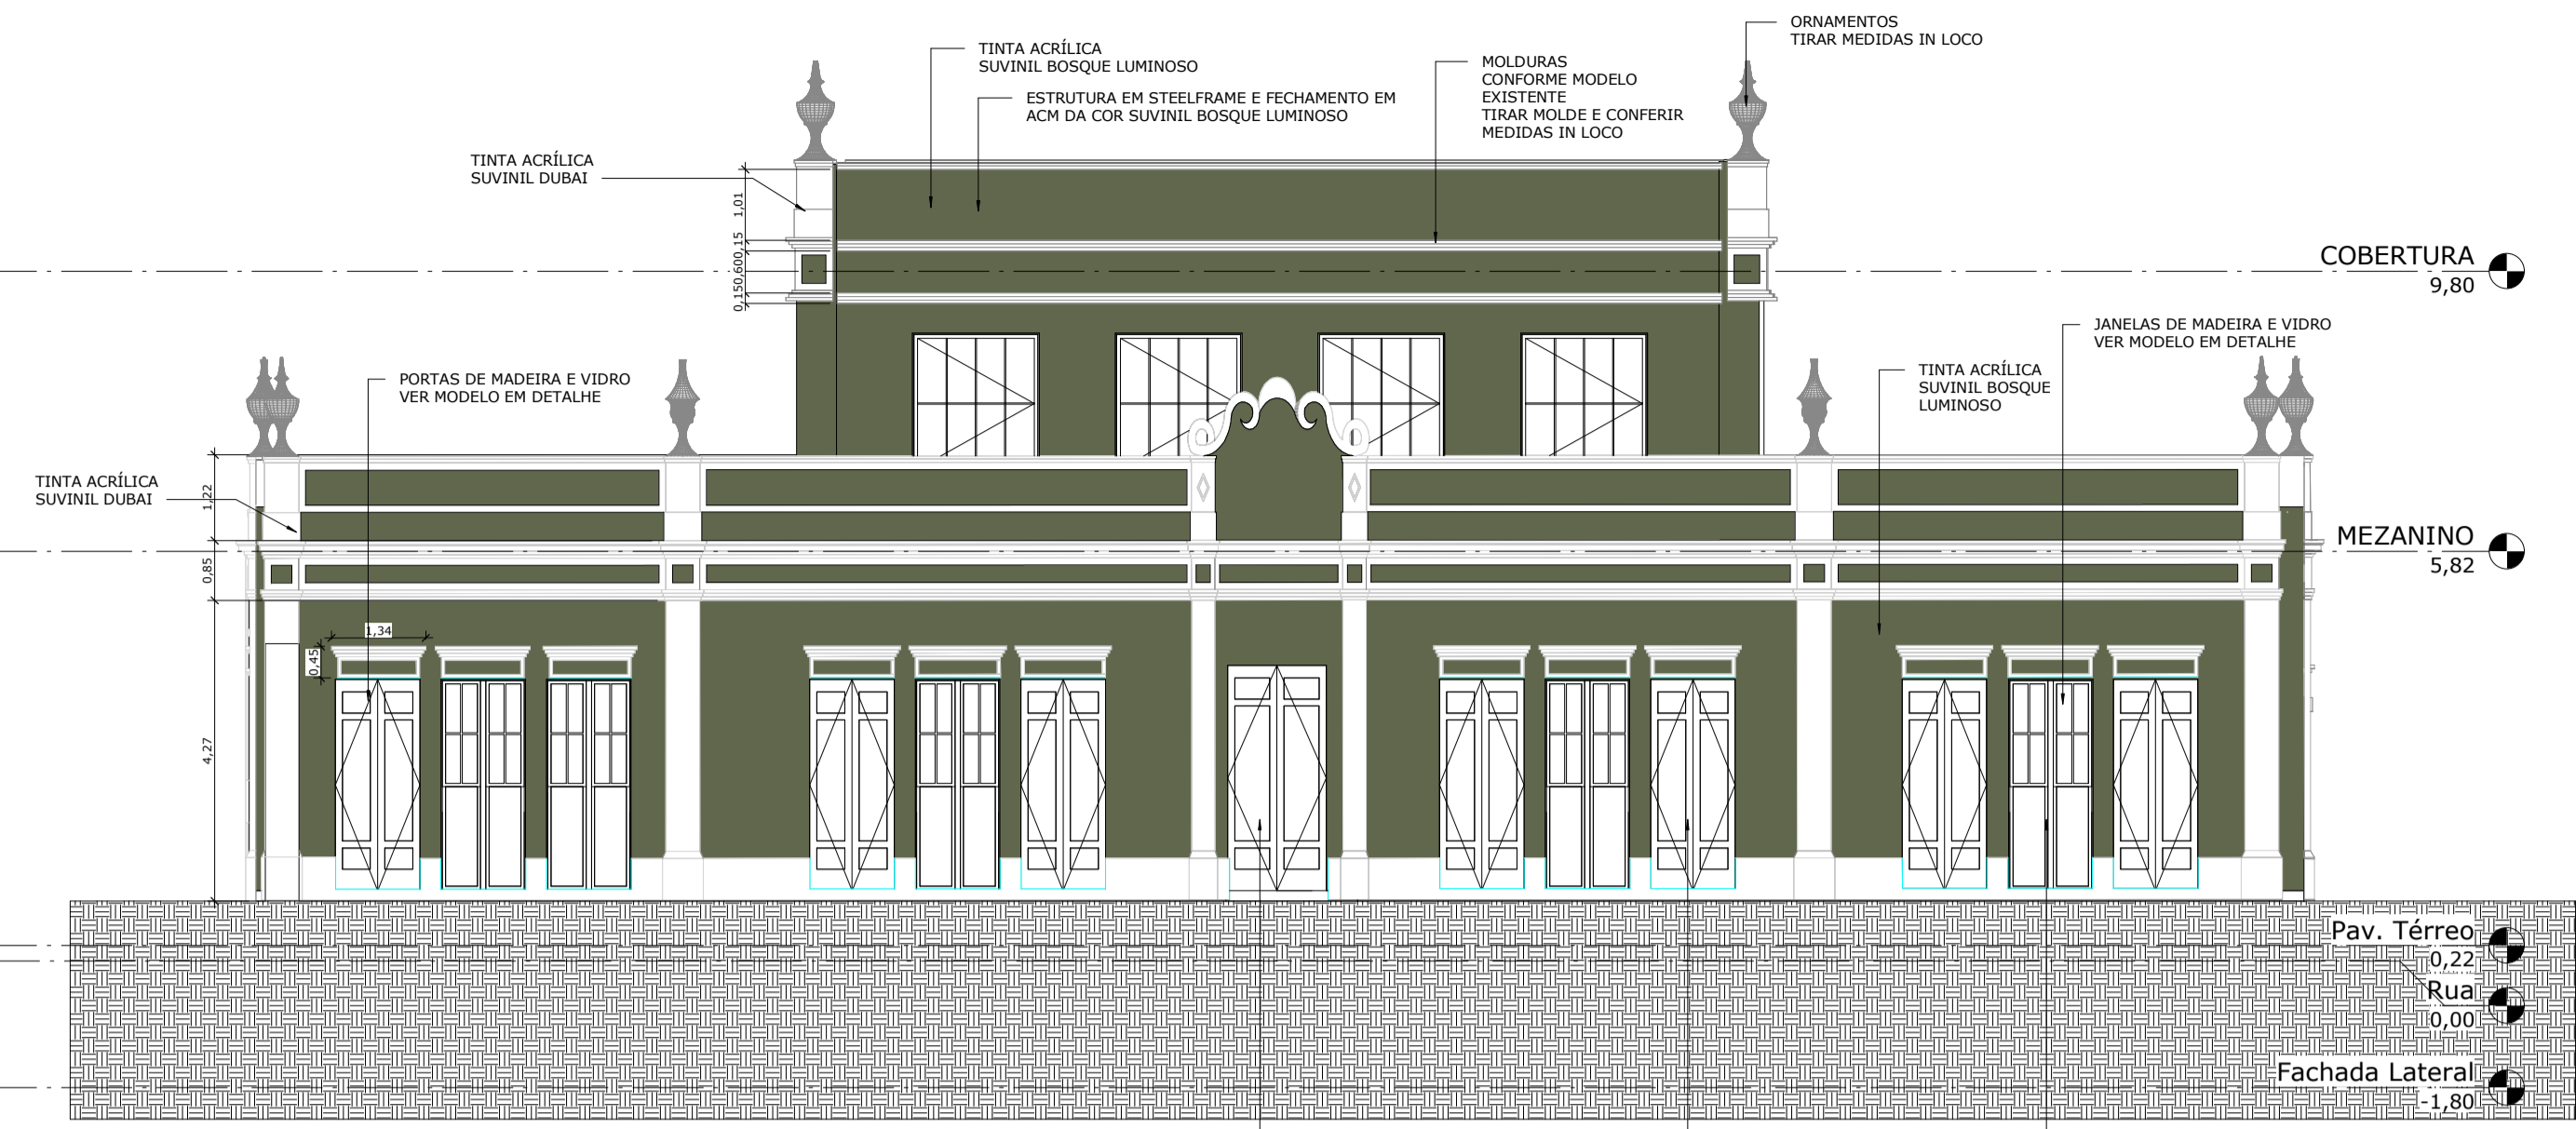 ORNAMENTOS
TIRAR MEDIDAS IN LOCO
TINTA ACRÍLICA
SUVINIL BOSQUE LUMINOSO
MOLDURAS
CONFORME MODELO
EXISTENTE
TIRAR MOLDE E CONFERIR
MEDIDAS IN LOCO
ESTRUTURA EM STEELFRAME E FECHAMENTO EM
ACM DA COR SUVINIL BOSQUE LUMINOSO
TINTA ACRÍLICA
SUVINIL DUBAI
1,01
0,15
0,60
0,15
COBERTURA
9,80
JANELAS DE MADEIRA E VIDRO
VER MODELO EM DETALHE
PORTAS DE MADEIRA E VIDRO
VER MODELO EM DETALHE
TINTA ACRÍLICA
SUVINIL BOSQUE
LUMINOSO
TINTA ACRÍLICA
SUVINIL DUBAI
1,22
MEZANINO
5,82
0,85
1,34
0,45
4,27
Pav. Térreo
0,22
Rua
0,00
Fachada Lateral
-1,80